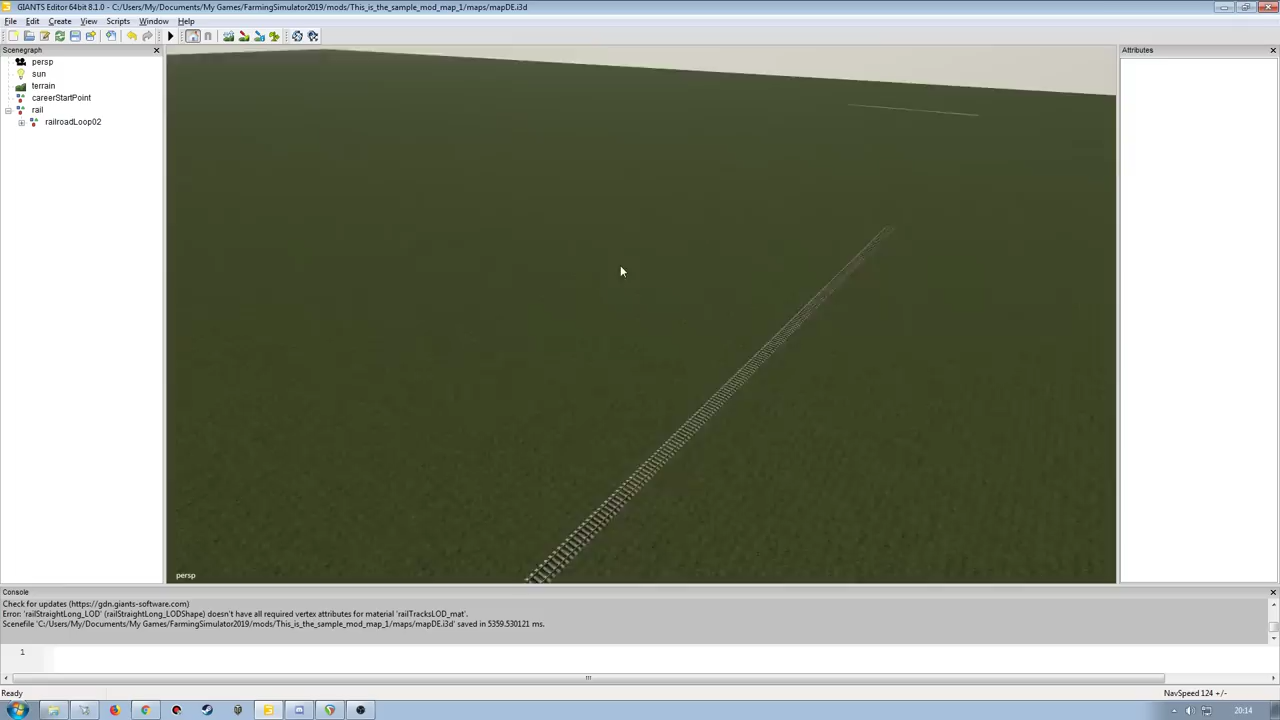 GIANTS Editor 64bit 8.1.0 - C:/Users/My/Documents/My Games/FarmingSimulator2019/mods/This_is_the_sample_mod_map_1/maps/mapDE.i3d
File Edit Create View Scripts Window Help
Scenegraph
Attributes
persp
sun
terrain
careerStartPoint
rail
railroadLoop02
persp
Console
Check for updates (https://gdn.giants-software.com)
Error: 'railStraightLong_LOD' (railStraightLong_LODShape) doesn't have all required vertex attributes for material 'railTracksLOD_mat'.
Scenefile 'C:/Users/My/Documents/My Games/FarmingSimulator2019/mods/This_is_the_sample_mod_map_1/maps/mapDE.i3d' saved in 5359.530121 ms.
1
Ready
NavSpeed 124 +/-
20:14